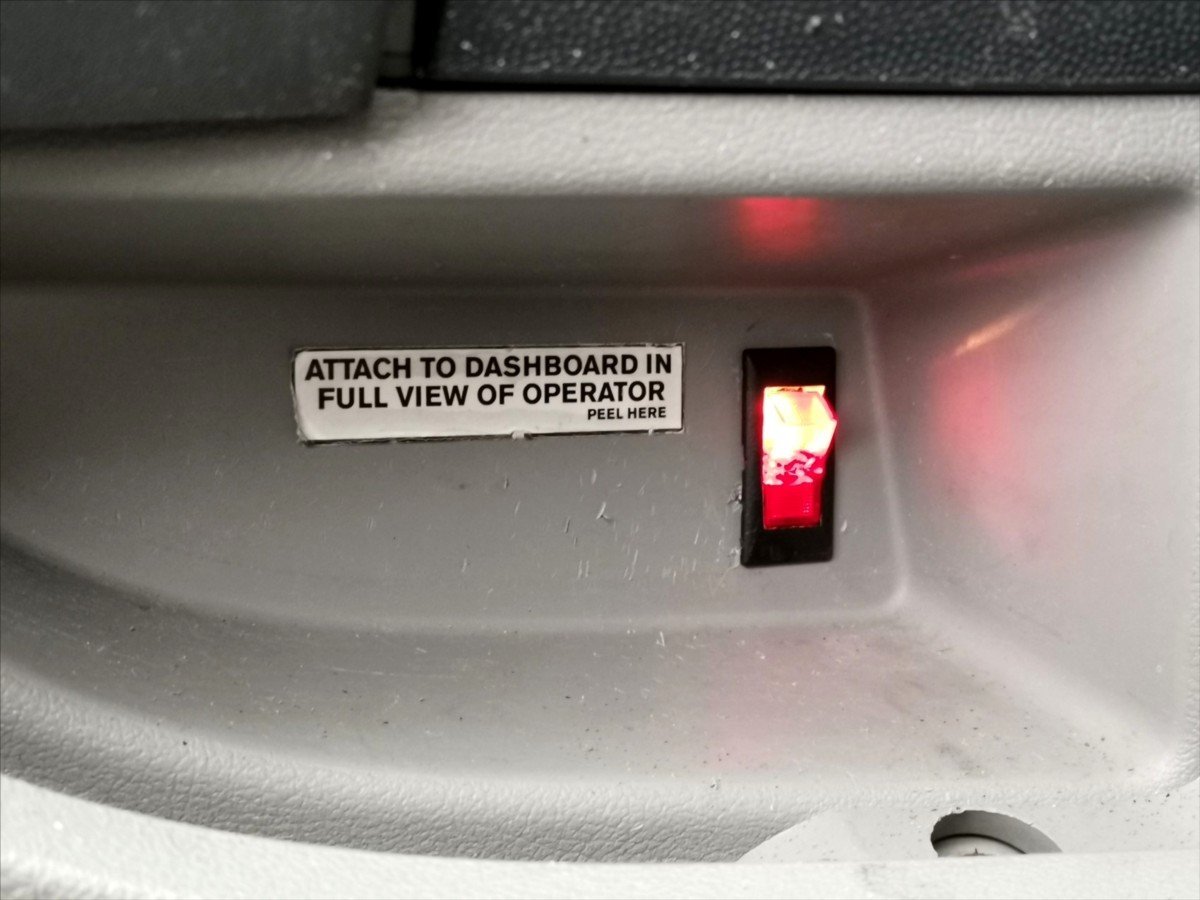 ATTACH TO DASHBOARD IN
FULL VIEW OF OPERATOR
PEEL HERE